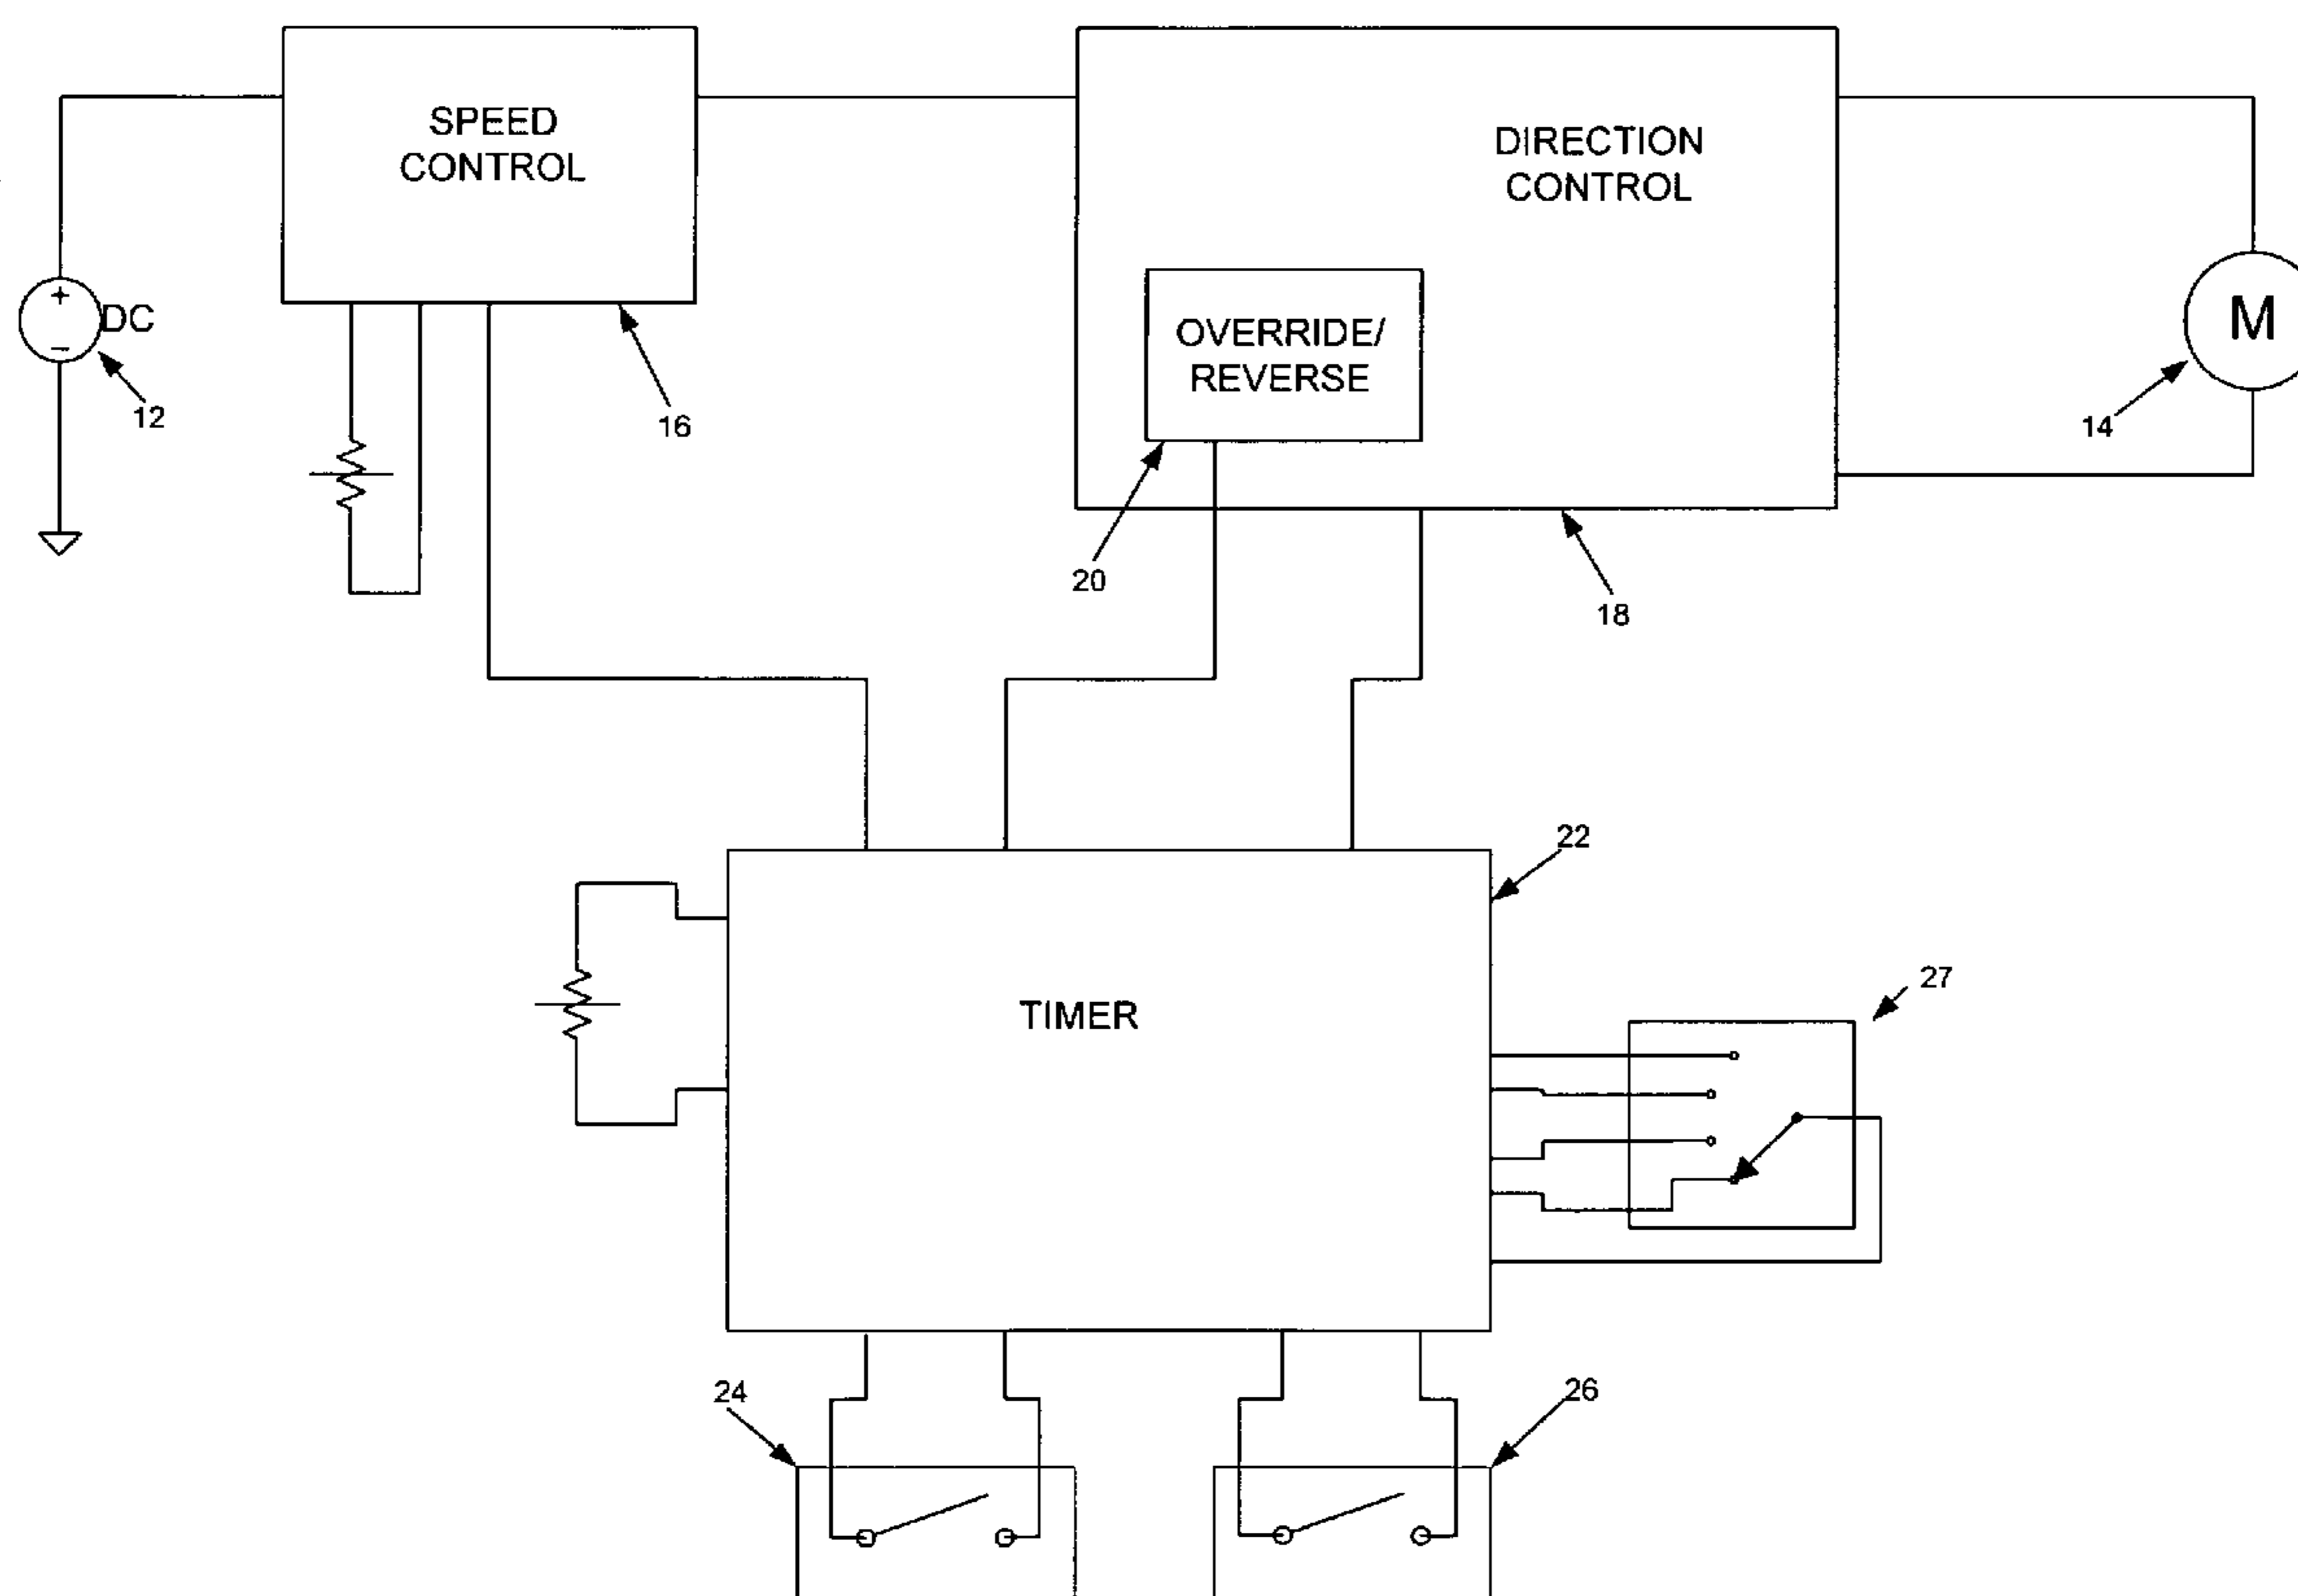 SPEED
CONTROL
DIRECTION
CONTROL
+
DC
−
OVERRIDE/
REVERSE
M
12
16
14
20
18
22
27
TIMER
24
26